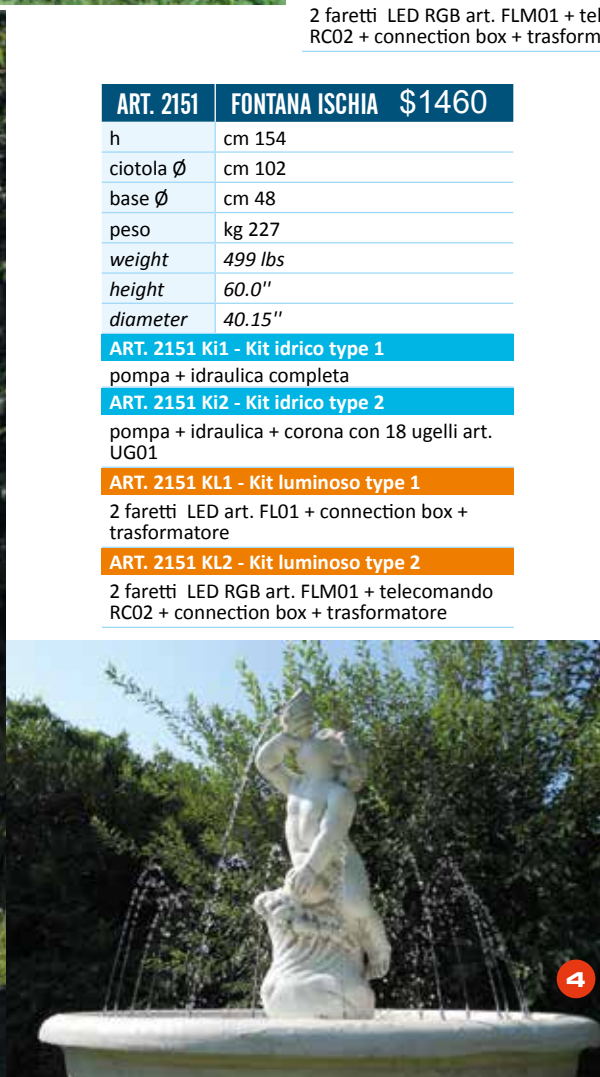 2 faretti LED RGB art. FLM01 +
RC02 + connection box +
ART. 2151 FONTANA ISCHIA $1460
h cm 154
ciotola Ø cm 102
base Ø cm 48
peso kg 227
weight 499 lbs
height 60.0''
diameter 40.15''
ART. 2151 Ki1 - Kit idrico type 1
pompa + idraulica completa
ART. 2151 Ki2 - Kit idrico type 2
pompa + idraulica + corona con 18 ugelli art.
UG01
ART. 2151 KL1 - Kit luminoso type 1
2 faretti LED art. FL01 + connection box +
trasformatore
ART. 2151 KL2 - Kit luminoso type 2
2 faretti LED RGB art. FLM01 + telecomando
RC02 + connection box + trasformatore
4